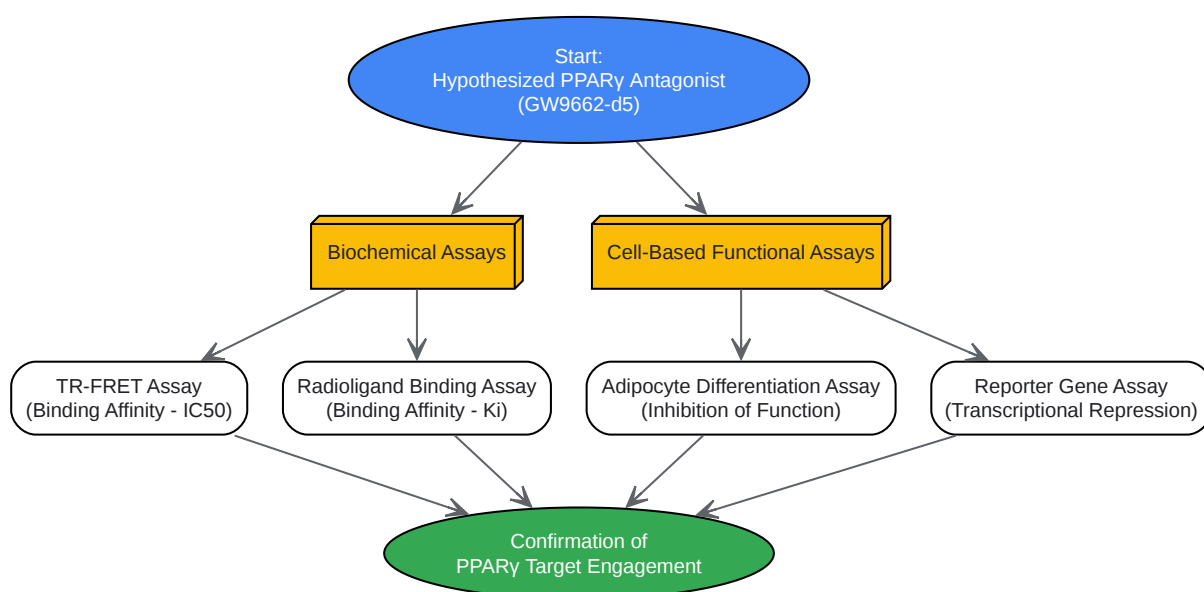 Start:
Hypothesized PPARγ Antagonist
(GW9662-d5)
Biochemical Assays
Cell-Based Functional Assays
TR-FRET Assay
(Binding Affinity - IC50)
Radioligand Binding Assay
(Binding Affinity - Ki)
Adipocyte Differentiation Assay
(Inhibition of Function)
Reporter Gene Assay
(Transcriptional Repression)
Confirmation of
PPARγ Target Engagement